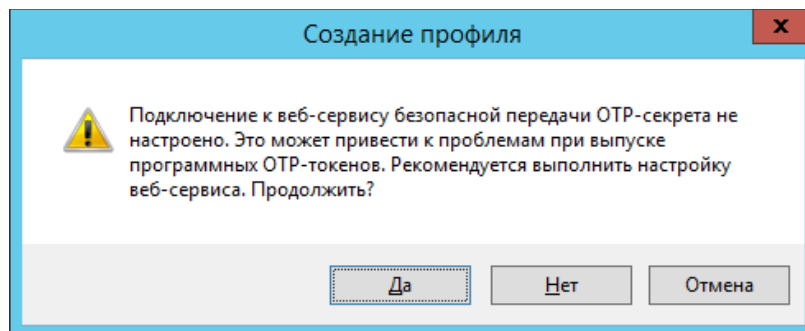 Создание профиля
x
Подключение к веб-сервису безопасной передачи OTP-секрета не
настроено. Это может привести к проблемам при выпуске
программных OTP-токенов. Рекомендуется выполнить настройку
веб-сервиса. Продолжить?
Да
Нет
Отмена